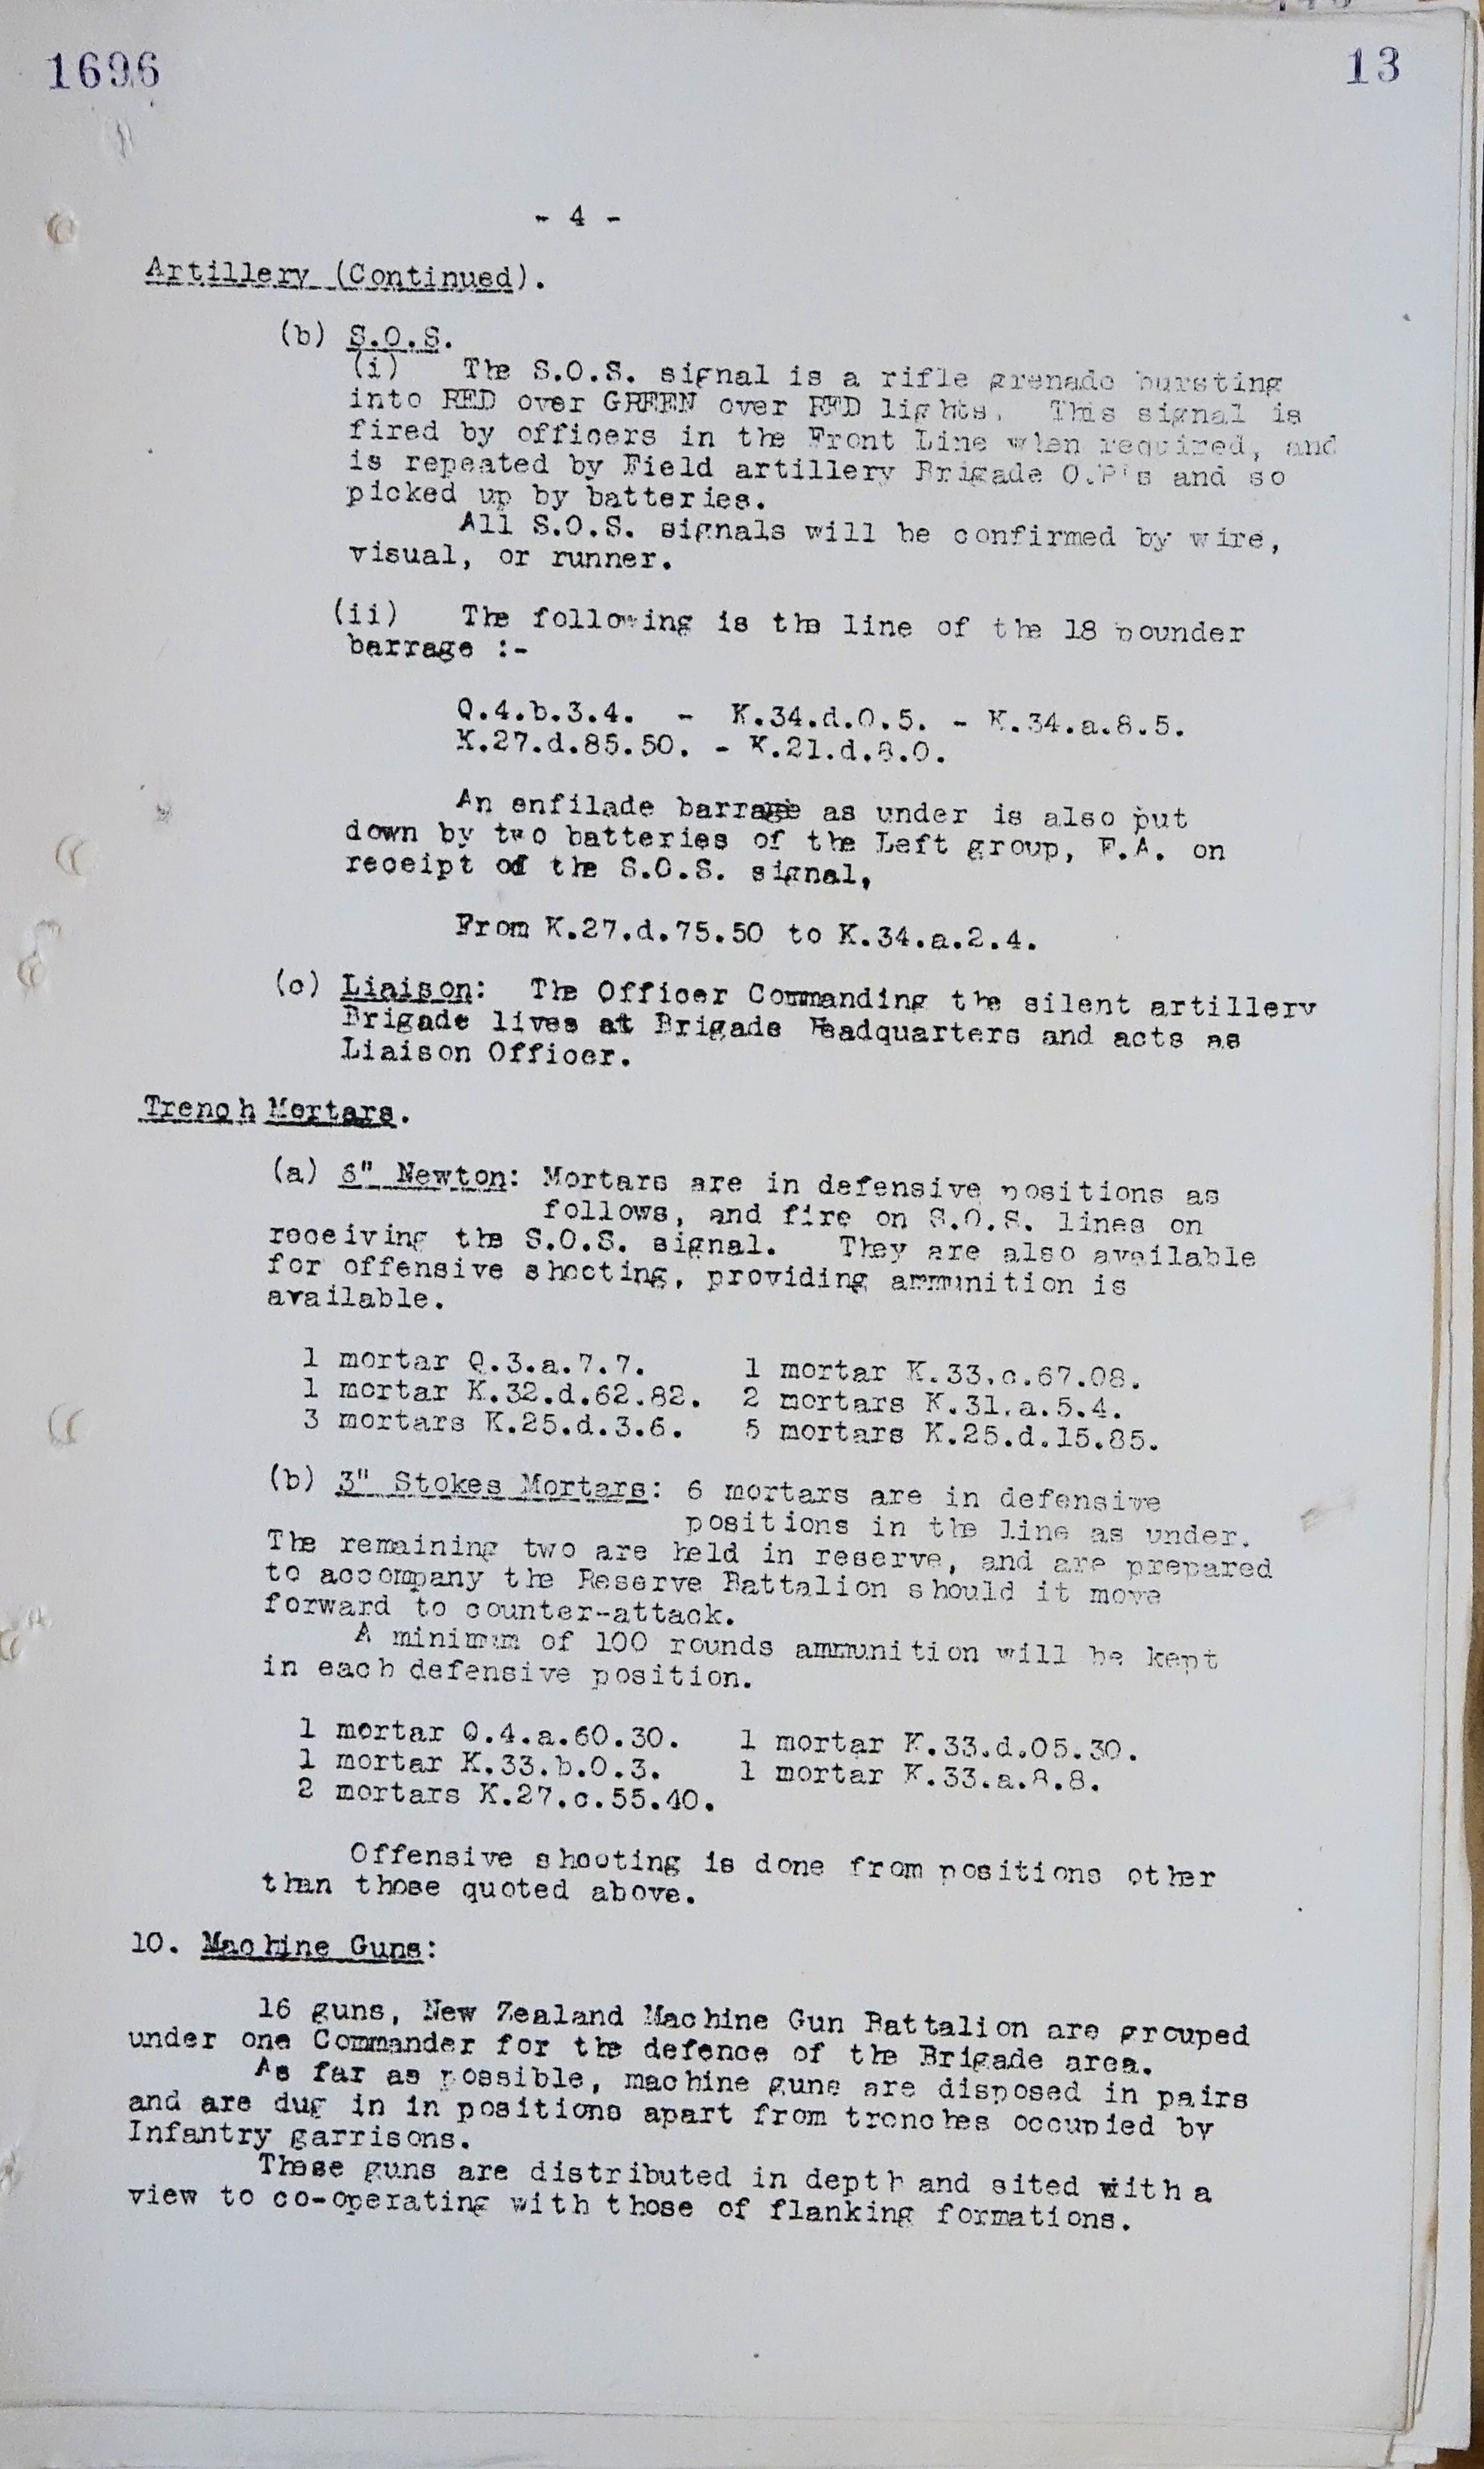 1696
13
- 4 -
Artillery (Continued).
(b) S.O.S.
(i) The S.O.S. signal is a rifle grenade bursting
into RED over GREEN over RED lights. This signal is
fired by officers in the Front Line when required, and
is repeated by Field artillery Brigade O.P's and so
picked up by batteries.
All S.O.S. signals will be confirmed by wire,
visual, or runner.
(ii) The following is the line of the 18 pounder
barrage :-
Q.4.b.3.4. - K.34.d.0.5. - K.34.a.8.5.
K.27.d.85.50. - K.21.d.8.0.
An enfilade barrage as under is also put
down by two batteries of the Left group, F.A. on
receipt of the S.O.S. signal,
From K.27.d.75.50 to K.34.a.2.4.
(c) Liaison: The Officer Commanding the silent artillery
Brigade lives at Brigade Headquarters and acts as
Liaison Officer.
Trench Mortars.
(a) 6" Newton: Mortars are in defensive positions as
follows, and fire on S.O.S. lines on
receiving the S.O.S. signal. They are also available
for offensive shooting, providing ammunition is
available.
1 mortar Q.3.a.7.7. 1 mortar K.33.c.67.08.
1 mortar K.32.d.62.82. 2 mortars K.31.a.5.4.
3 mortars K.25.d.3.6. 5 mortars K.25.d.15.85.
(b) 3" Stokes Mortars: 6 mortars are in defensive
positions in the line as under.
The remaining two are held in reserve, and are prepared
to accompany the Reserve Battalion should it move
forward to counter-attack.
A minimum of 100 rounds ammunition will be kept
in each defensive position.
1 mortar Q.4.a.60.30. 1 mortar K.33.d.05.30.
1 mortar K.33.b.0.3. 1 mortar K.33.a.8.8.
2 mortars K.27.c.55.40.
Offensive shooting is done from positions other
than those quoted above.
10. Machine Guns:
16 guns, New Zealand Machine Gun Battalion are grouped
under one Commander for the defence of the Brigade area.
As far as possible, machine guns are disposed in pairs
and are dug in in positions apart from trenches occupied by
Infantry garrisons.
These guns are distributed in depth and sited with a
view to co-operating with those of flanking formations.